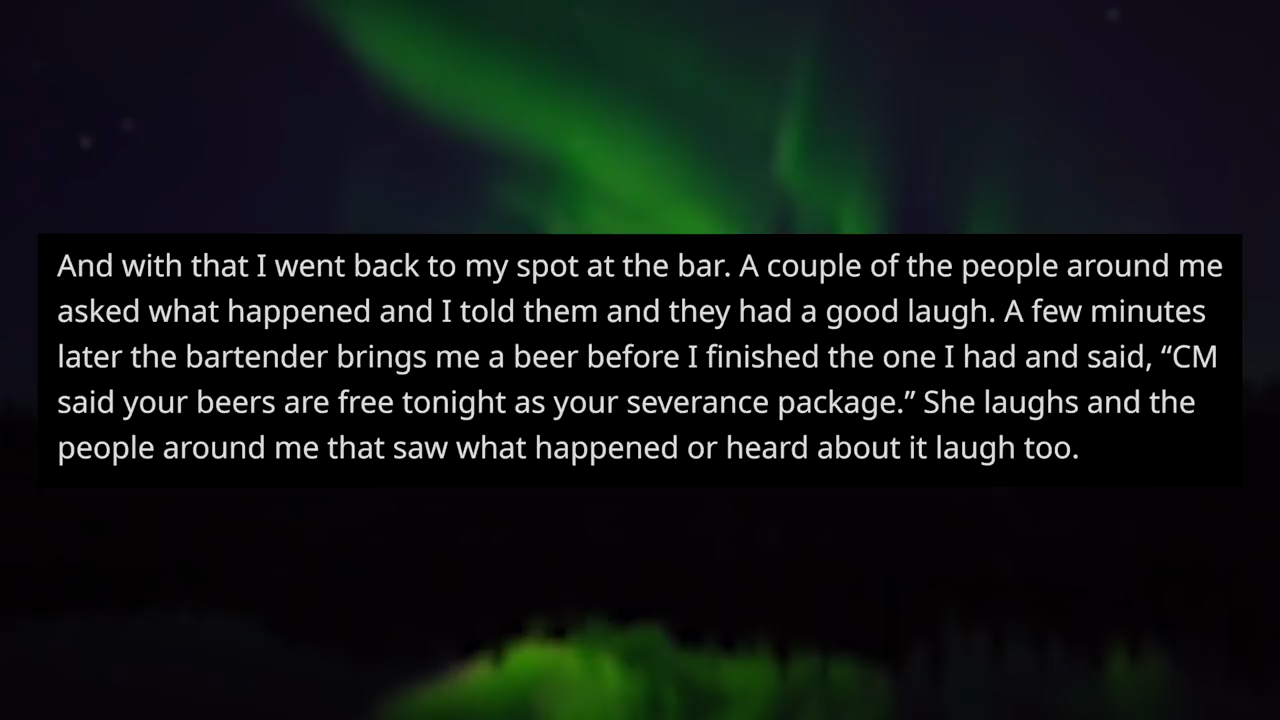 And with that I went back to my spot at the bar. A couple of the people around me
asked what happened and I told them and they had a good laugh. A few minutes
later the bartender brings me a beer before I finished the one I had and said, “CM
said your beers are free tonight as your severance package.” She laughs and the
people around me that saw what happened or heard about it laugh too.